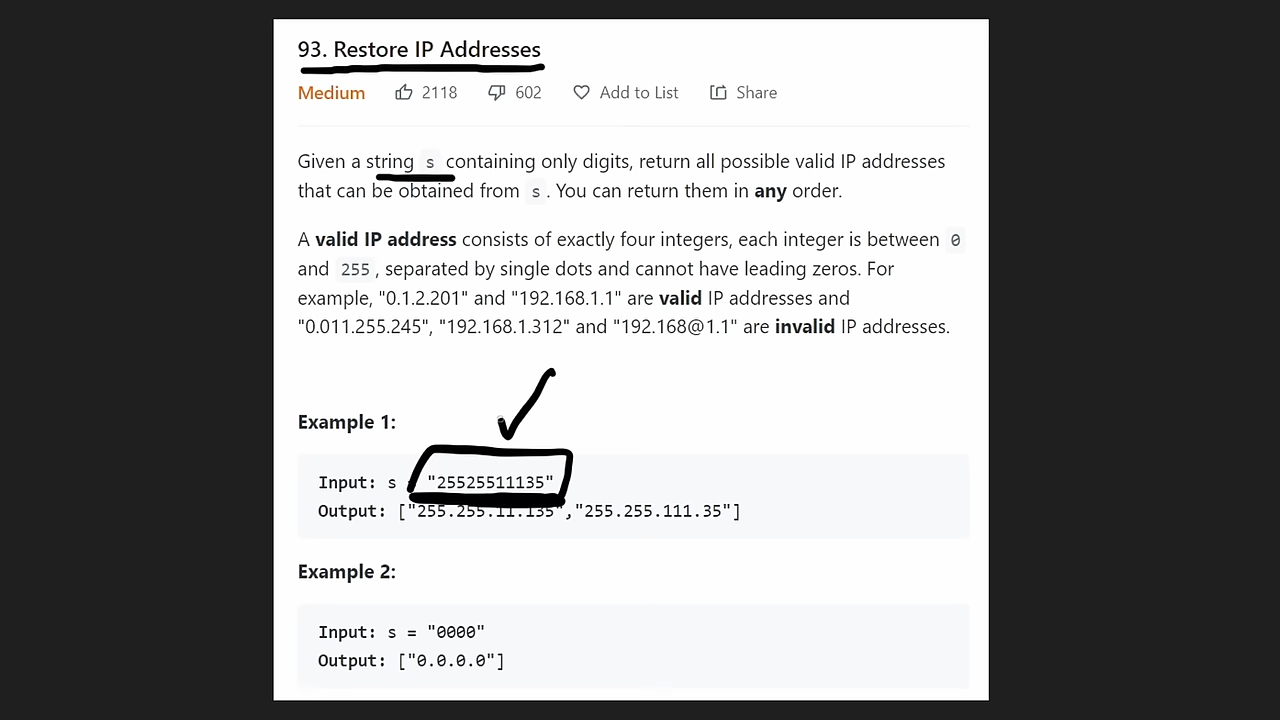 93. Restore IP Addresses
Medium 2118 602 Add to List Share
Given a string s containing only digits, return all possible valid IP addresses
that can be obtained from s. You can return them in any order.
A valid IP address consists of exactly four integers, each integer is between 0
and 255, separated by single dots and cannot have leading zeros. For
example, "0.1.2.201" and "192.168.1.1" are valid IP addresses and
"0.011.255.245", "192.168.1.312" and "192.168@1.1" are invalid IP addresses.
Example 1:
Input: s = "25525511135"
Output: ["255.255.11.135","255.255.111.35"]
Example 2:
Input: s = "0000"
Output: ["0.0.0.0"]